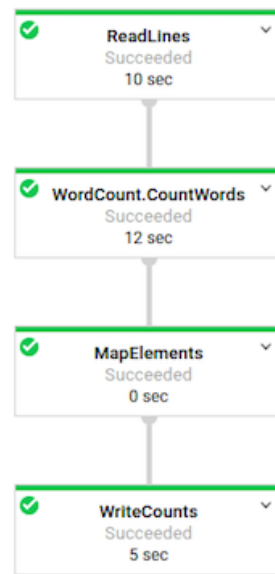 ReadLines
Succeeded
10 sec
WordCount.CountWords
Succeeded
12 sec
MapElements
Succeeded
0 sec
WriteCounts
Succeeded
5 sec